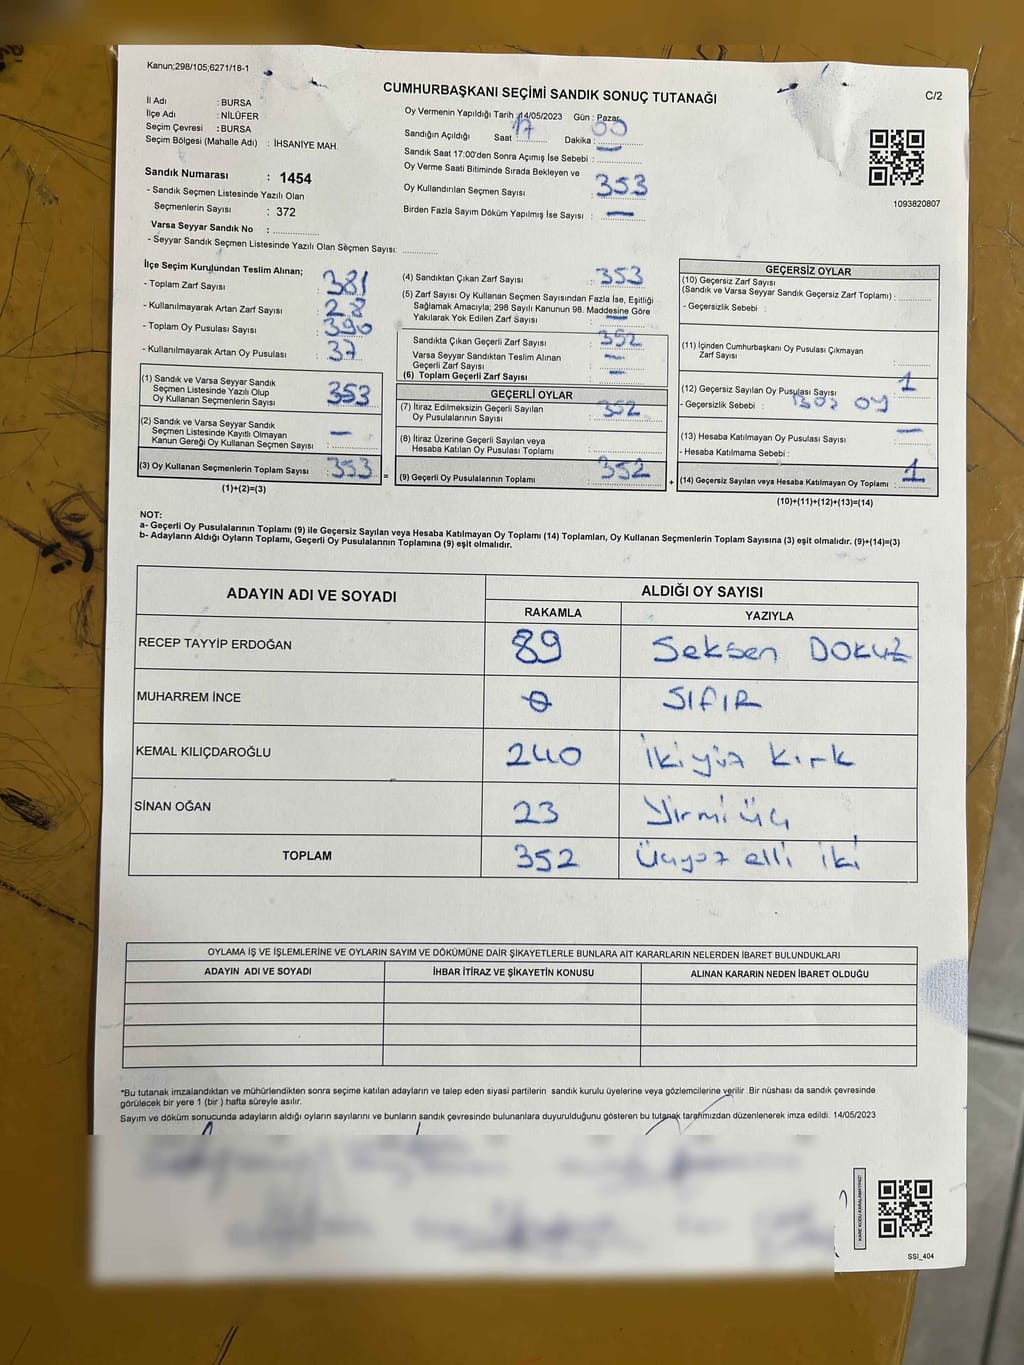 Kanun;298/105;6271/18-1
CUMHURBAŞKANI SEÇİMİ SANDIK SONUÇ TUTANAĞI
C/2
İl Adı : BURSA
İlçe Adı : NİLÜFER
Seçim Çevresi : BURSA
Seçim Bölgesi (Mahalle Adı) : İHSANİYE MAH.
Sandık Numarası : 1454
- Sandık Seçmen Listesinde Yazılı Olan
Seçmenlerin Sayısı : 372
Varsa Seyyar Sandık No :
- Seyyar Sandık Seçmen Listesinde Yazılı Olan Seçmen Sayısı:
Oy Vermenin Yapıldığı Tarih :14/05/2023 Gün : Pazar
Sandığın Açıldığı Saat : 17 Dakika : 00
Sandık Saat 17:00'den Sonra Açımış İse Sebebi : —
Oy Verme Saati Bitiminde Sırada Bekleyen ve
Oy Kullandırılan Seçmen Sayısı : 353
Birden Fazla Sayım Döküm Yapılmış İse Sayısı : —
1093820807
İlçe Seçim Kurulundan Teslim Alınan;
- Toplam Zarf Sayısı : 381
- Kullanılmayarak Artan Zarf Sayısı : 28
- Toplam Oy Pusulası Sayısı : 390
- Kullanılmayarak Artan Oy Pusulası : 37
(1) Sandık ve Varsa Seyyar Sandık
Seçmen Listesinde Yazılı Olup
Oy Kullanan Seçmenlerin Sayısı : 353
(2) Sandık ve Varsa Seyyar Sandık
Seçmen Listesinde Kayıtlı Olmayan
Kanun Gereği Oy Kullanan Seçmen Sayısı : —
(3) Oy Kullanan Seçmenlerin Toplam Sayısı : 353
(1)+(2)=(3)
=
(4) Sandıktan Çıkan Zarf Sayısı : 353
(5) Zarf Sayısı Oy Kullanan Seçmen Sayısından Fazla İse, Eşitliği
Sağlamak Amacıyla; 298 Sayılı Kanunun 98. Maddesine Göre
Yakılarak Yok Edilen Zarf Sayısı : —
Sandıkta Çıkan Geçerli Zarf Sayısı : 352
Varsa Seyyar Sandıktan Teslim Alınan
Geçerli Zarf Sayısı : —
(6) Toplam Geçerli Zarf Sayısı : —
GEÇERLİ OYLAR
(7) İtiraz Edilmeksizin Geçerli Sayılan
Oy Pusulalarının Sayısı : 352
(8) İtiraz Üzerine Geçerli Sayılan veya
Hesaba Katılan Oy Pusulası Toplamı :
(9) Geçerli Oy Pusulalarının Toplamı : 352
+
GEÇERSİZ OYLAR
(10) Geçersiz Zarf Sayısı
(Sandık ve Varsa Seyyar Sandık Geçersiz Zarf Toplamı) :
- Geçersizlik Sebebi :
(11) İçinden Cumhurbaşkanı Oy Pusulası Çıkmayan
Zarf Sayısı :
(12) Geçersiz Sayılan Oy Pusulası Sayısı : 1
- Geçersizlik Sebebi : Boş oy
(13) Hesaba Katılmayan Oy Pusulası Sayısı : —
- Hesaba Katılmama Sebebi :
(14) Geçersiz Sayılan veya Hesaba Katılmayan Oy Toplamı : 1
(10)+(11)+(12)+(13)=(14)
NOT:
a- Geçerli Oy Pusulalarının Toplamı (9) ile Geçersiz Sayılan veya Hesaba Katılmayan Oy Toplamı (14) Toplamları, Oy Kullanan Seçmenlerin Toplam Sayısına (3) eşit olmalıdır. (9)+(14)=(3)
b- Adayların Aldığı Oyların Toplamı, Geçerli Oy Pusulalarının Toplamına (9) eşit olmalıdır.
ADAYIN ADI VE SOYADI ALDIĞI OY SAYISI
RAKAMLA YAZIYLA
RECEP TAYYİP ERDOĞAN 89 Seksen Dokuz
MUHARREM İNCE 0 SIFIR
KEMAL KILIÇDAROĞLU 240 İkiyüz kırk
SİNAN OĞAN 23 Yirmi üç
TOPLAM 352 Üçyüz elli iki
OYLAMA İŞ VE İŞLEMLERİNE VE OYLARIN SAYIM VE DÖKÜMÜNE DAİR ŞİKAYETLERLE BUNLARA AİT KARARLARIN NELERDEN İBARET BULUNDUKLARI
ADAYIN ADI VE SOYADI İHBAR İTİRAZ VE ŞİKAYETİN KONUSU ALINAN KARARIN NEDEN İBARET OLDUĞU
*Bu tutanak imzalandıktan ve mühürlendikten sonra seçime katılan adayların ve talep eden siyasi partilerin sandık kurulu üyelerine veya gözlemcilerine verilir. Bir nüshası da sandık çevresinde
görülecek bir yere 1 (bir ) hafta süreyle asılır.
Sayım ve döküm sonucunda adayların aldığı oyların sayılarını ve bunların sandık çevresinde bulunanlara duyurulduğunu gösteren bu tutanak tarafımızdan düzenlenerek imza edildi. 14/05/2023
KARE KODU KARALAMAYINIZ!
SSI_404